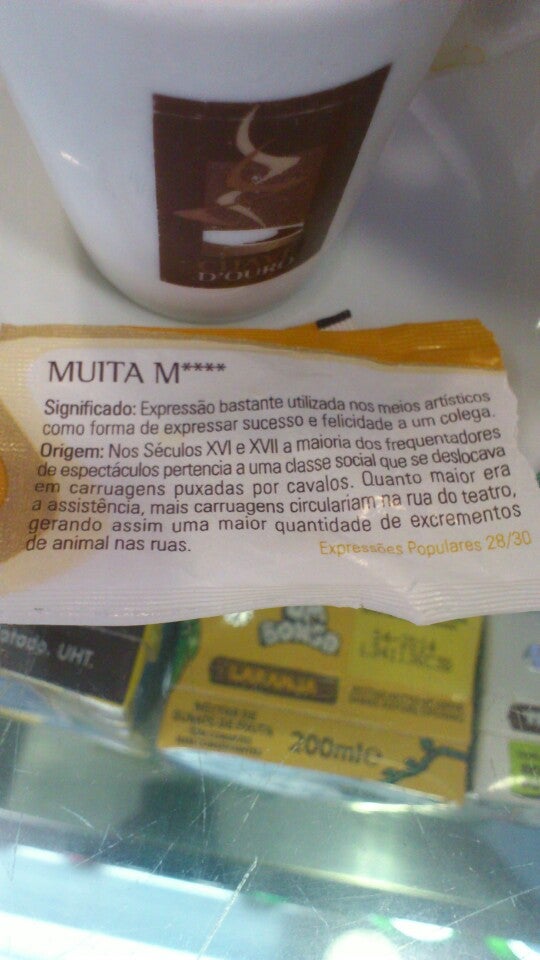 D'OURO
MUITA M****
Significado: Expressão bastante utilizada nos meios artísticos
como forma de expressar sucesso e felicidade a um colega.
Origem: Nos Séculos XVI e XVII a maioria dos frequentadores
de espectáculos pertencia a uma classe social que se deslocava
em carruagens puxadas por cavalos. Quanto maior era
a assistência, mais carruagens circulariam na rua do teatro,
gerando assim uma maior quantidade de excrementos
de animal nas ruas.
Expressões Populares 28/30
UHT.
BONGO
LARANJA
200ml